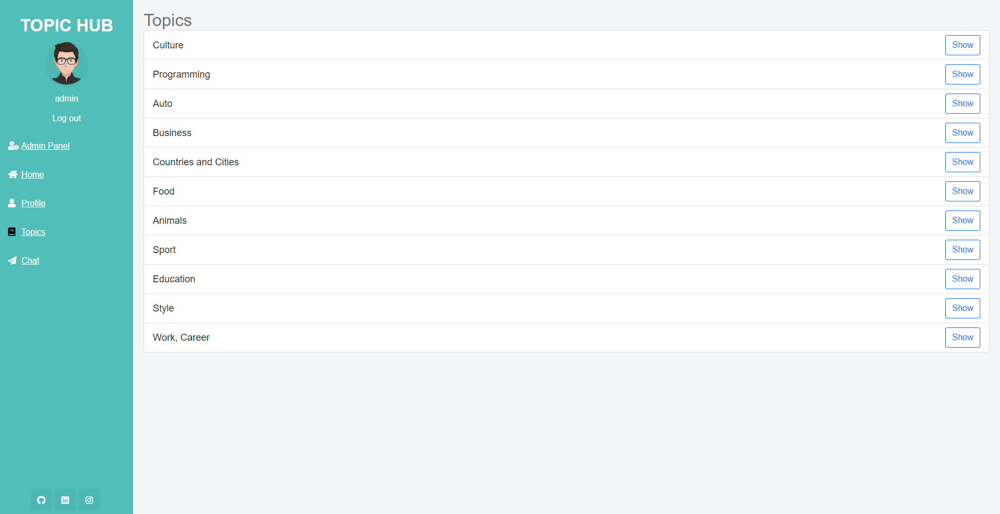 TOPIC HUB
admin
Log out
Admin Panel
Home
Profile
Topics
Chat
Topics
Culture Show
Programming Show
Auto Show
Business Show
Countries and Cities Show
Food Show
Animals Show
Sport Show
Education Show
Style Show
Work, Career Show